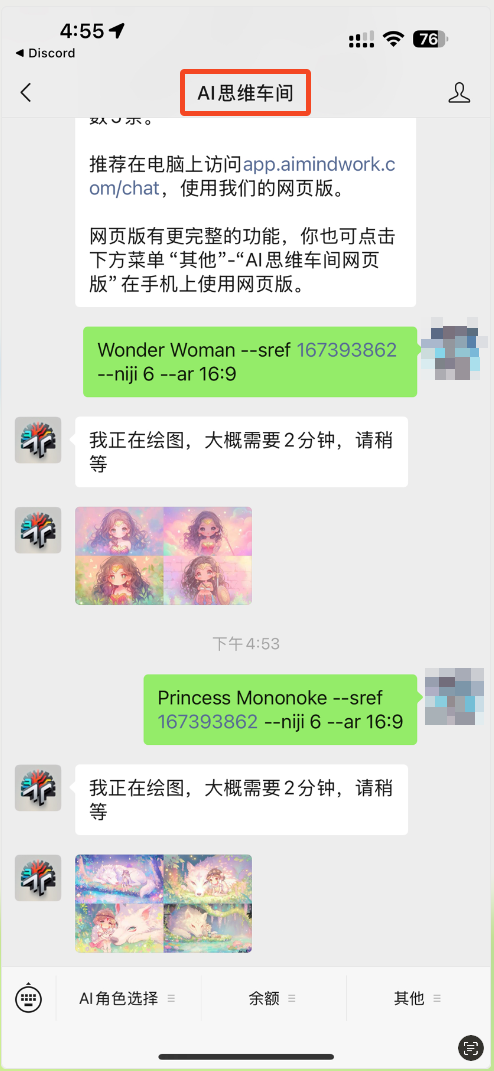 4:55
76
◀ Discord
AI思维车间
数5条。
推荐在电脑上访问app.aimindwork.c
om/chat，使用我们的网页版。
网页版有更完整的功能，你也可点击
下方菜单 “其他”-“AI思维车间网页
版” 在手机上使用网页版。
Wonder Woman --sref 167393862
--niji 6 --ar 16:9
我正在绘图，大概需要2分钟，请稍
等
下午4:53
Princess Mononoke --sref
167393862 --niji 6 --ar 16:9
我正在绘图，大概需要2分钟，请稍
等
AI角色选择
余额
其他